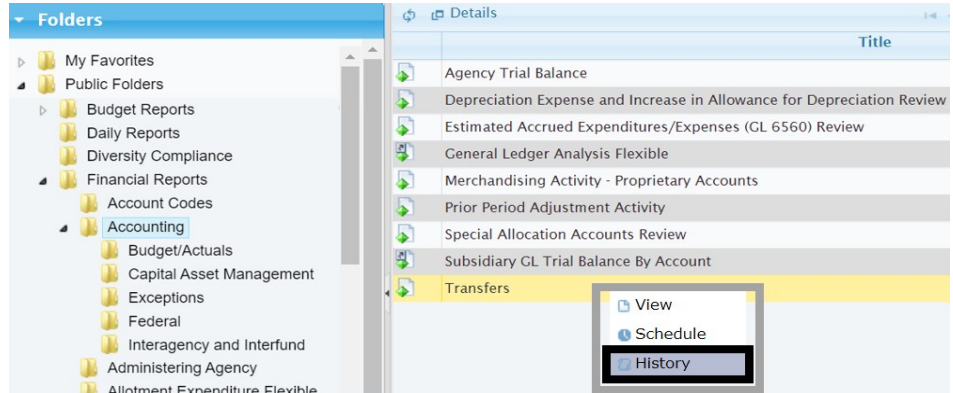 Folders
My Favorites
Public Folders
Budget Reports
Daily Reports
Diversity Compliance
Financial Reports
Account Codes
Accounting
Budget/Actuals
Capital Asset Management
Exceptions
Federal
Interagency and Interfund
Administering Agency
Allotment Expenditure Flexible
Details
Title
Agency Trial Balance
Depreciation Expense and Increase in Allowance for Depreciation Review
Estimated Accrued Expenditures/Expenses (GL 6560) Review
General Ledger Analysis Flexible
Merchandising Activity - Proprietary Accounts
Prior Period Adjustment Activity
Special Allocation Accounts Review
Subsidiary GL Trial Balance By Account
Transfers
View
Schedule
History